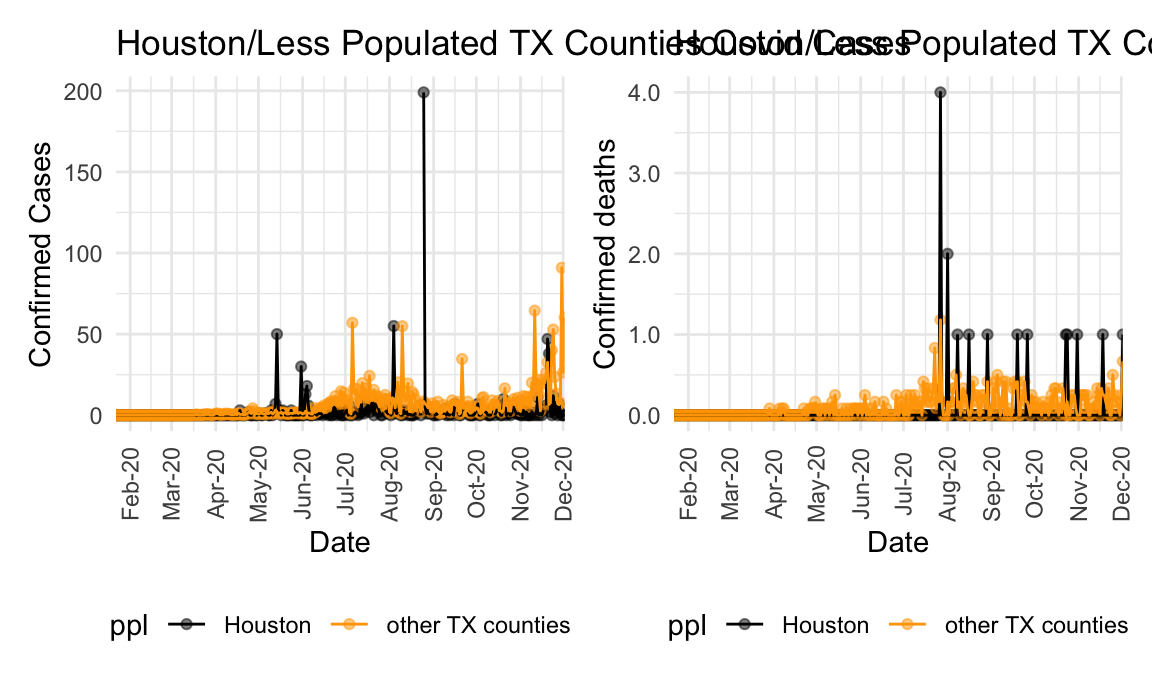 Houston/Less Populated TX Counties Covid Cases
Houston/Less Populated TX Co
Confirmed Cases
200
150
100
50
0
Feb-20
Mar-20
Apr-20
May-20
Jun-20
Jul-20
Aug-20
Sep-20
Oct-20
Nov-20
Dec-20
Date
ppl
Houston
other TX counties
Confirmed deaths
4.0
3.0
2.0
1.0
0.0
Feb-20
Mar-20
Apr-20
May-20
Jun-20
Jul-20
Aug-20
Sep-20
Oct-20
Nov-20
Dec-20
Date
ppl
Houston
other TX counties